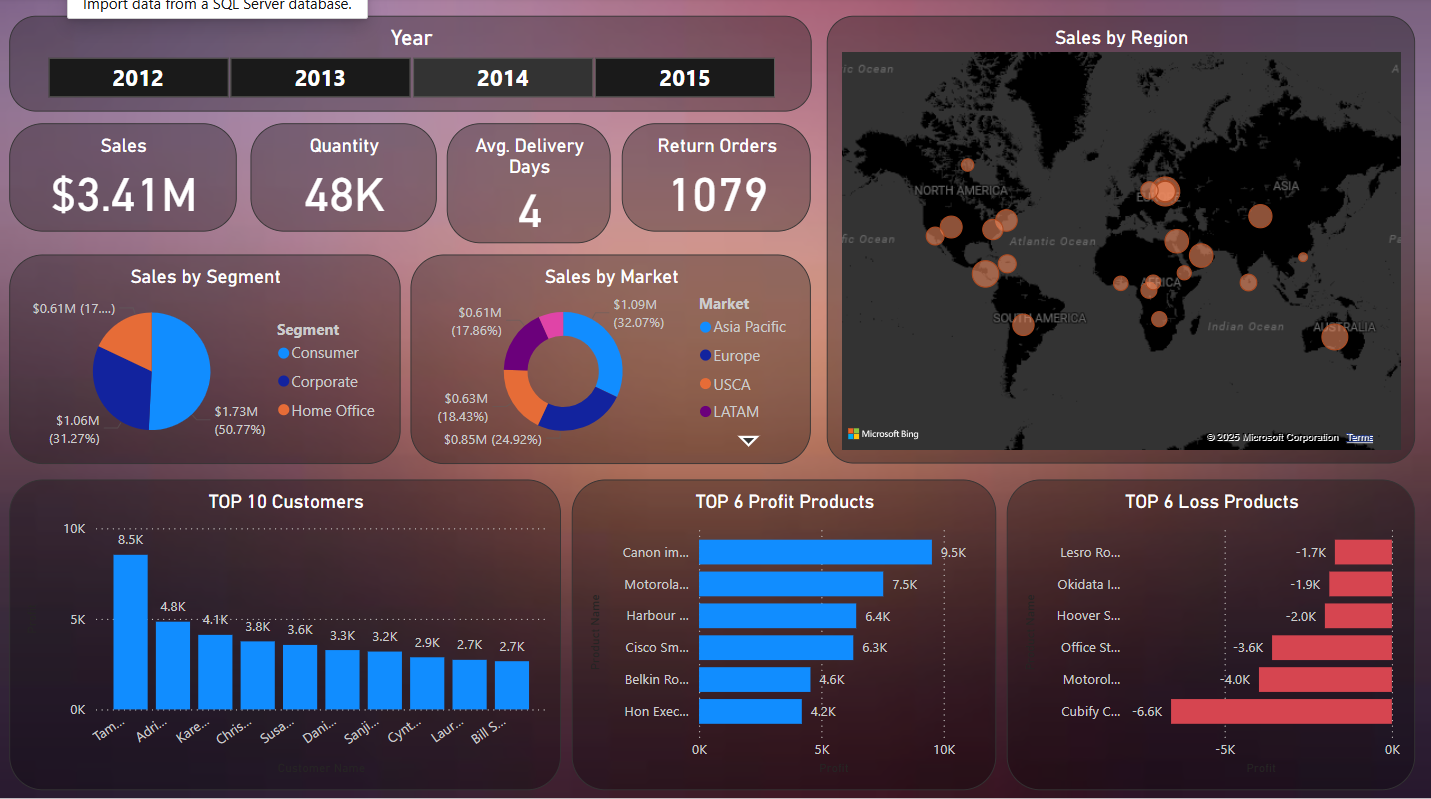 Import data from a SQL Server database.
Year
2012
2013
2014
2015
Sales
$3.41M
Quantity
48K
Avg. Delivery
Days
4
Return Orders
1079
Sales by Region
ic Ocean
A
NORTH AMERICA
ASIA
fic Ocean
Atlantic Ocean
Pa
AFRICA
SOUTH AMERICA
Indian Ocean
AUSTRALIA
Microsoft Bing
© 2025 Microsoft Corporation Terms
Sales by Segment
$0.61M (17....)
$1.06M
(31.27%)
$1.73M
(50.77%)
Segment
Consumer
Corporate
Home Office
Sales by Market
$0.61M
(17.86%)
$1.09M
(32.07%)
$0.63M
(18.43%)
$0.85M (24.92%)
Market
Asia Pacific
Europe
USCA
LATAM
TOP 10 Customers
10K
5K
0K
8.5K
4.8K
4.1K
3.8K
3.6K
3.3K
3.2K
2.9K
2.7K
2.7K
Tam...
Adri...
Kare...
Chris...
Susa...
Dani...
Sanji...
Cynt...
Laur...
Bill S...
Customer Name
TOP 6 Profit Products
Product Name
Canon im...
9.5K
Motorola...
7.5K
Harbour ...
6.4K
Cisco Sm...
6.3K
Belkin Ro...
4.6K
Hon Exec...
4.2K
0K
5K
10K
Profit
TOP 6 Loss Products
Lesro Ro...
-1.7K
Okidata I...
-1.9K
Hoover S...
-2.0K
Office St...
-3.6K
Motorol...
-4.0K
Cubify C...
-6.6K
-5K
0K
Profit